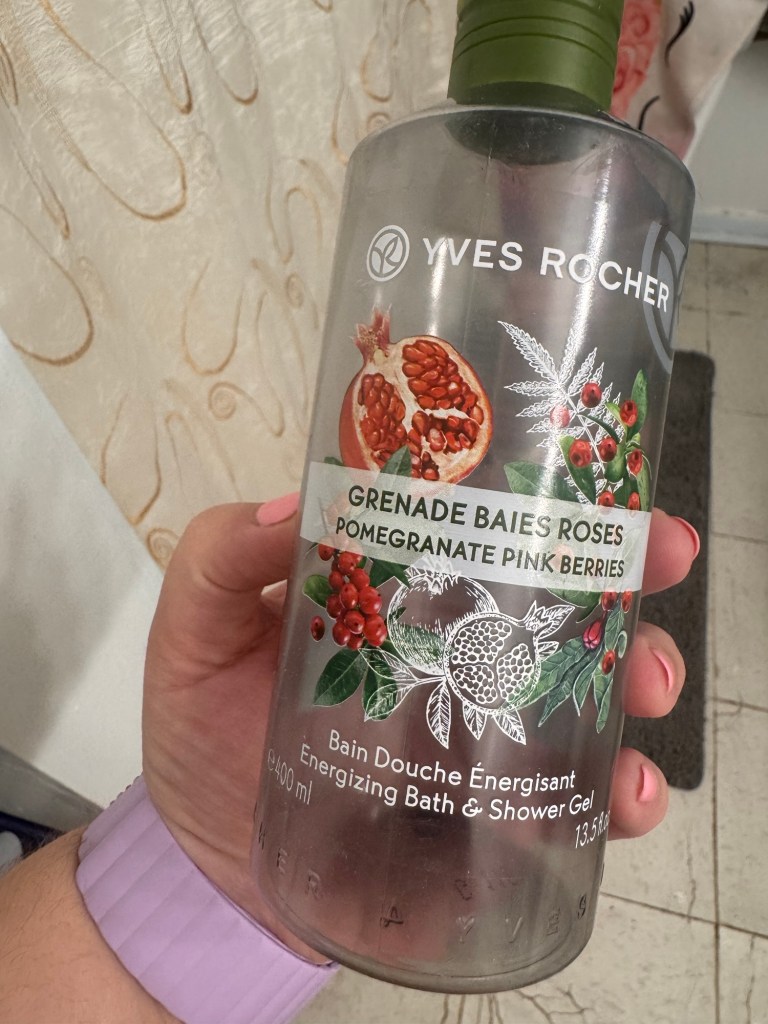 YVES ROCHER
GRENADE BAIES ROSES
POMEGRANATE PINK BERRIES
Bain Douche Énergisant
Energizing Bath & Shower Gel
℮400 ml
13,5 fl.o